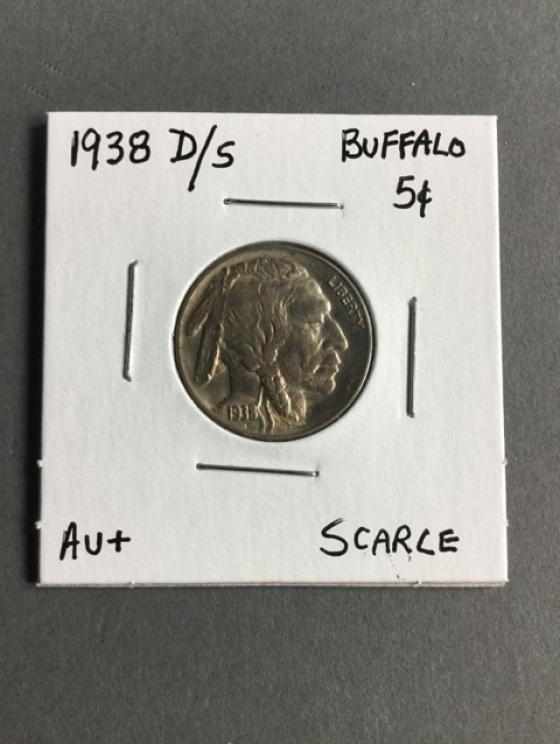 1938 D/S BUFFALO
5¢
LIBERTY
1938
AU+ SCARCE